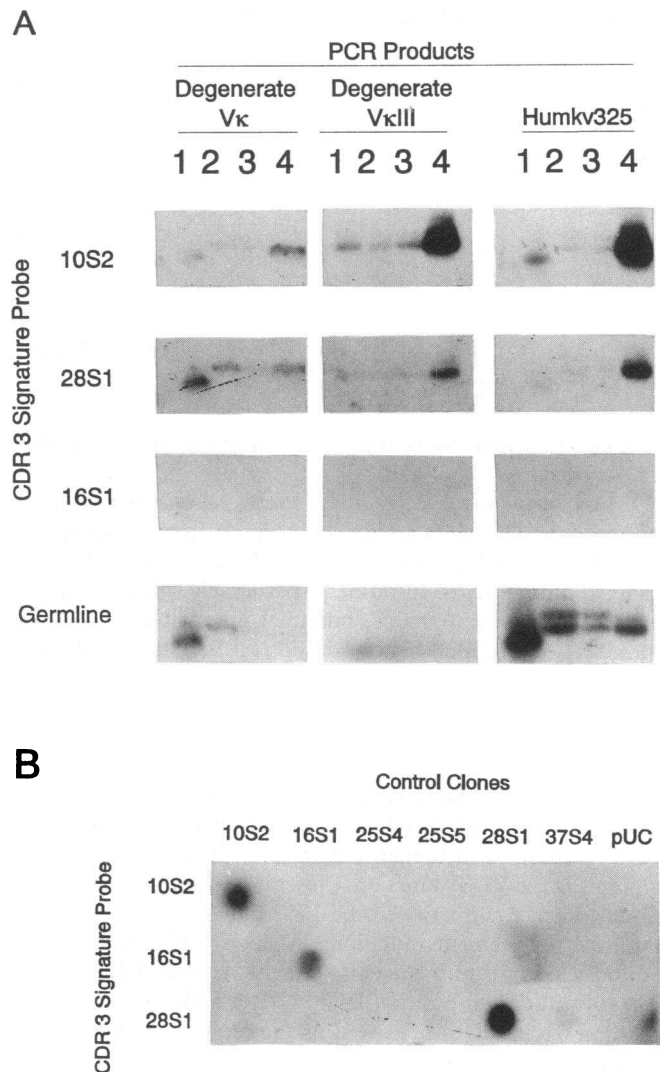 A
PCR Products
Degenerate Vκ
Degenerate VκIII
Humkv325
1 2 3 4
1 2 3 4
1 2 3 4
CDR 3 Signature Probe
10S2
28S1
16S1
Germline
B
Control Clones
10S2 16S1 25S4 25S5 28S1 37S4 pUC
CDR 3 Signature Probe
10S2
16S1
28S1